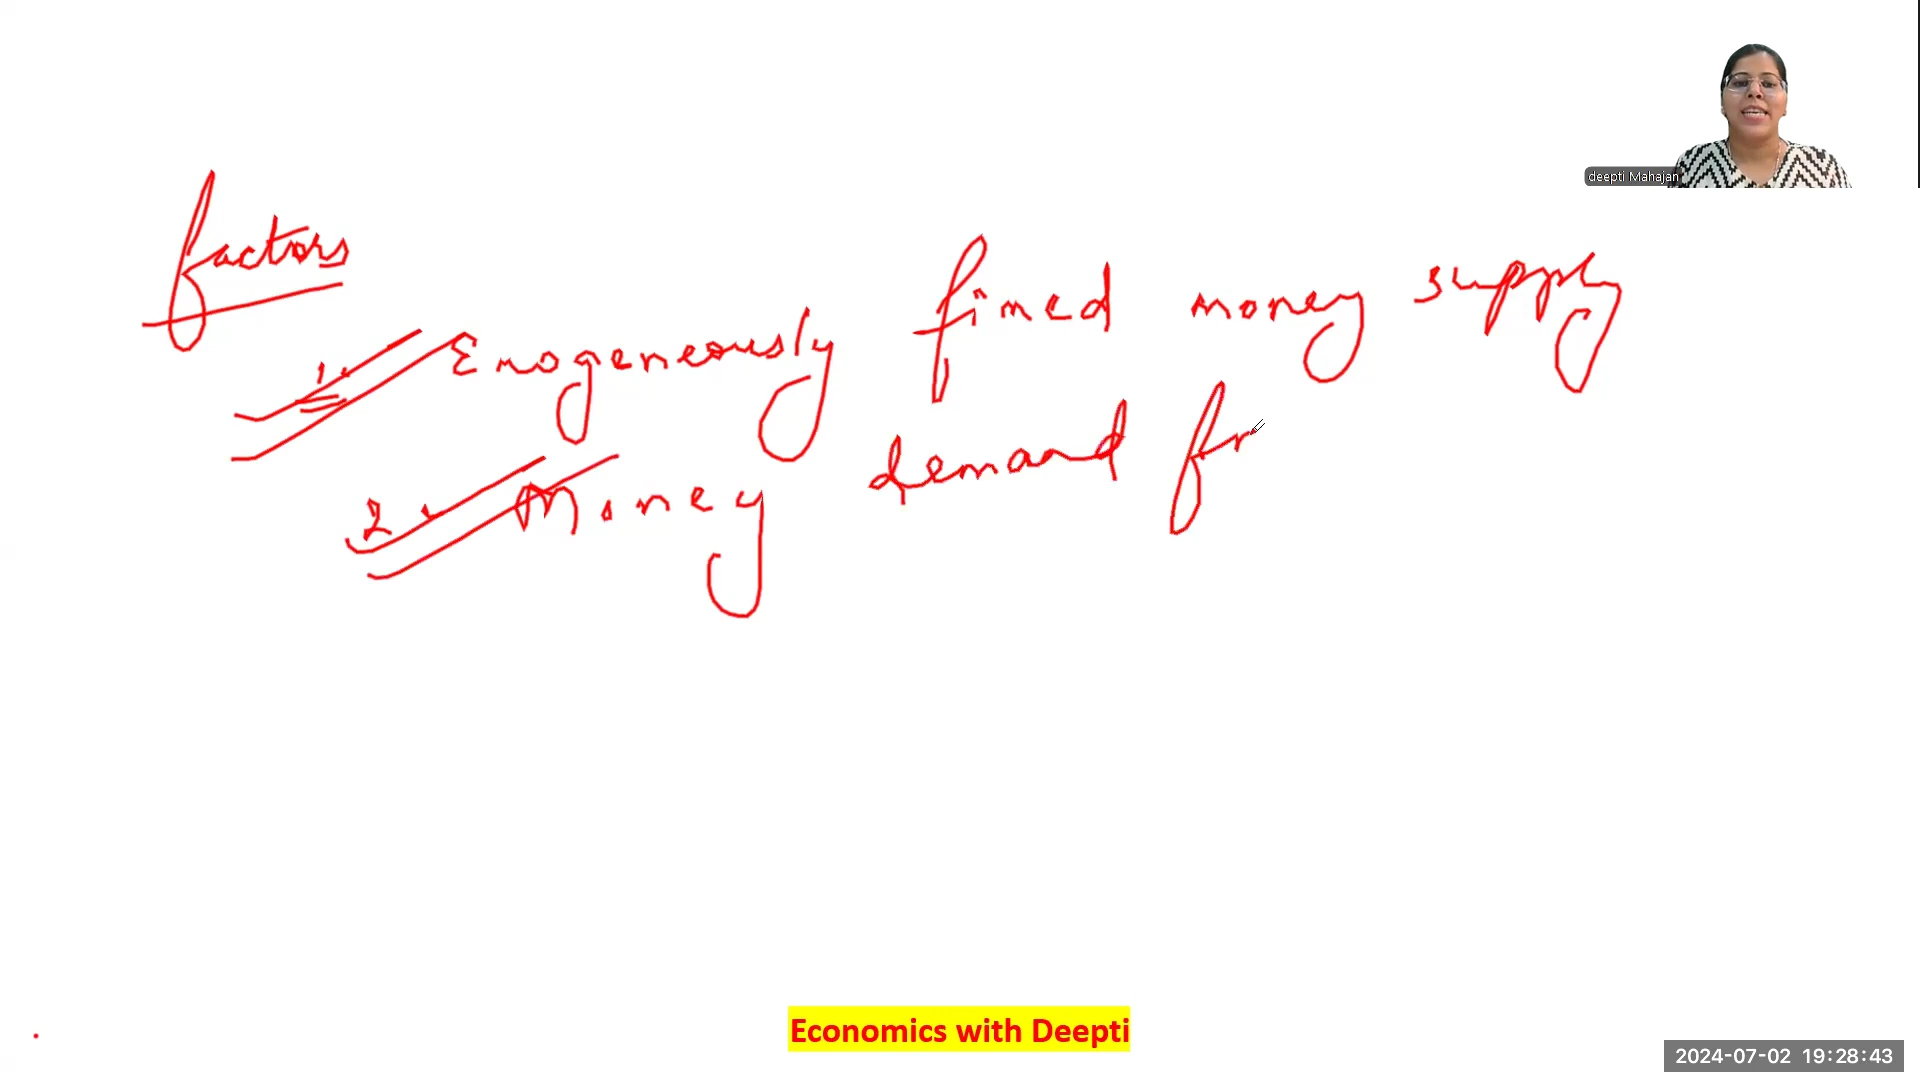 deepti Mahajan
factors
1. Exogeneously fixed money supply
2. Money demand fn
Economics with Deepti
2024-07-02 19:28:43